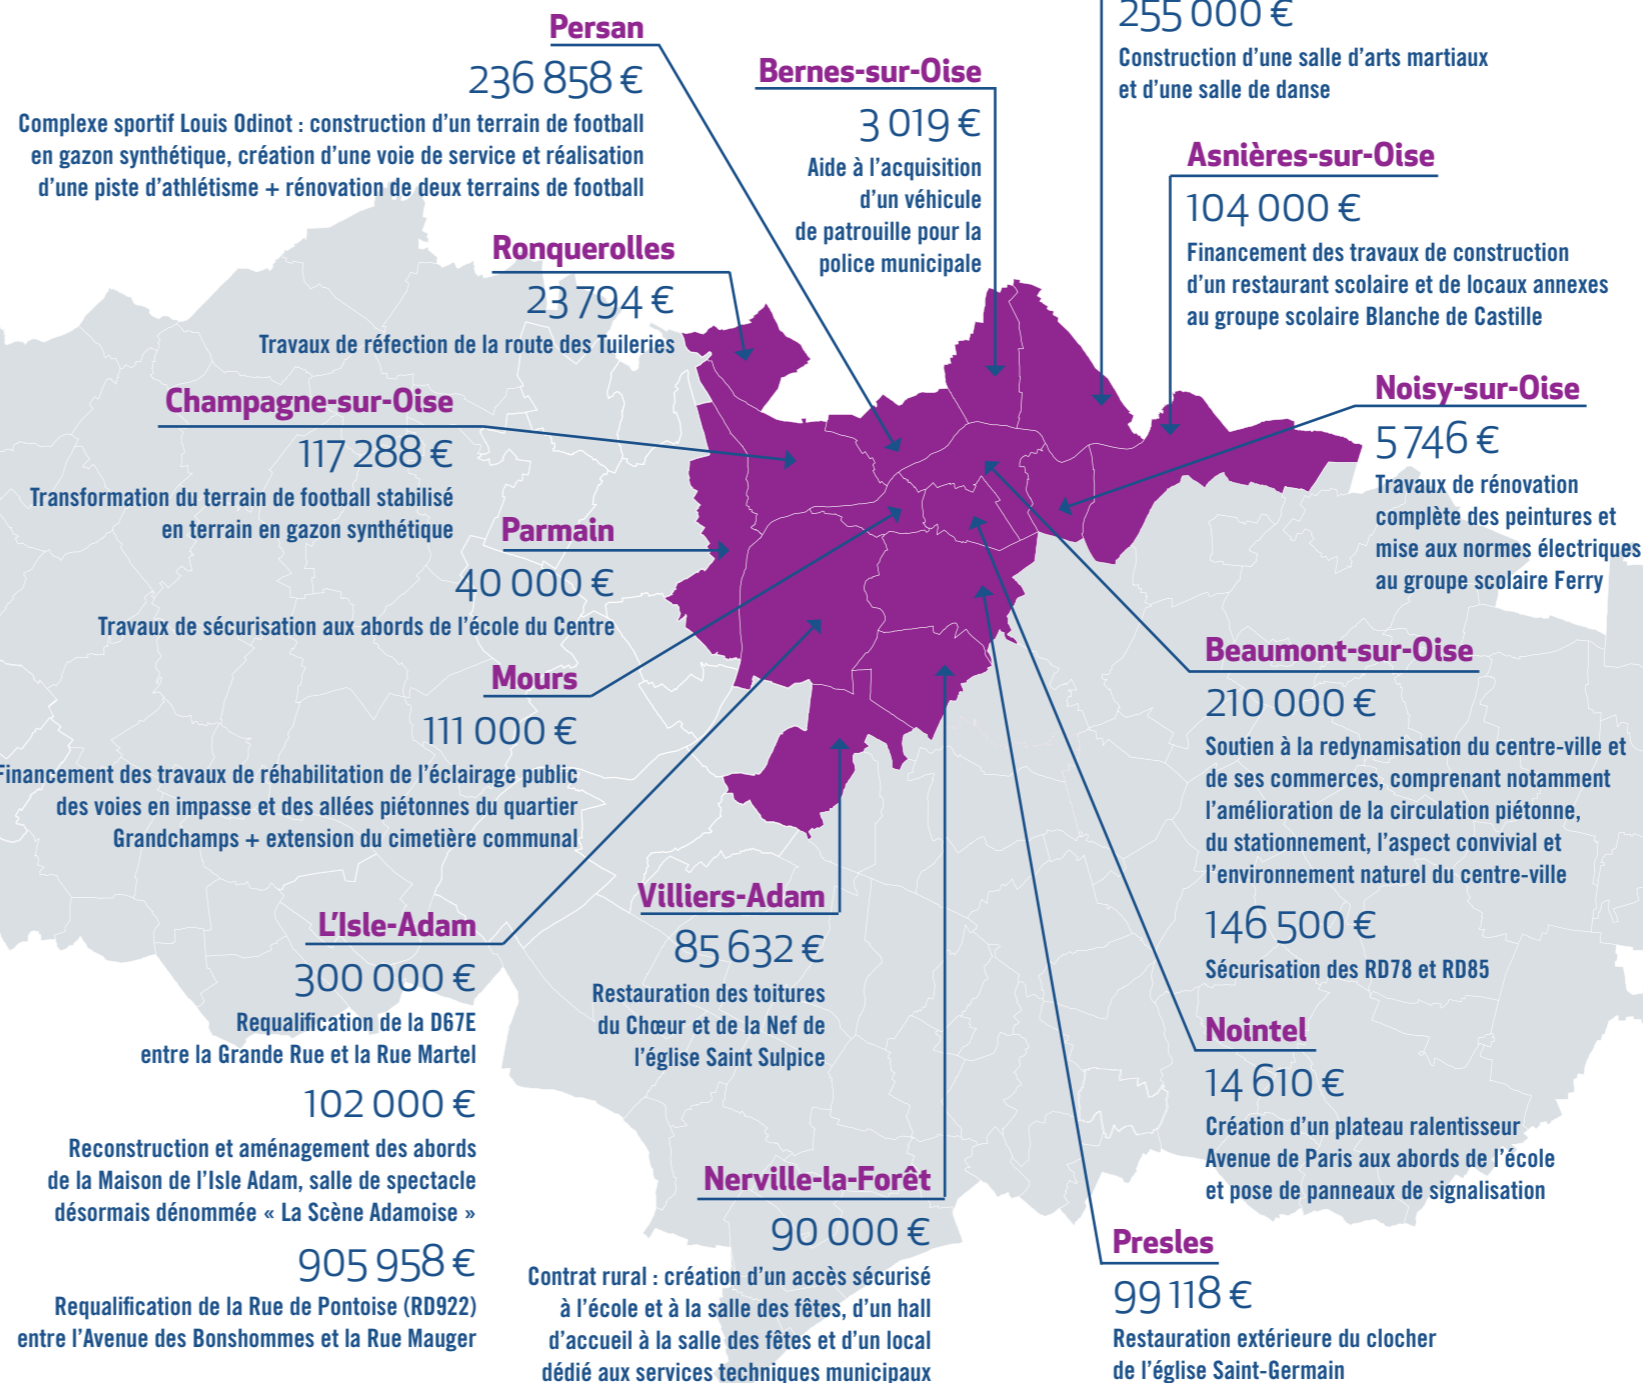 Persan
236 858 €
Complexe sportif Louis Odinot : construction d'un terrain de football
en gazon synthétique, création d'une voie de service et réalisation
d'une piste d'athlétisme + rénovation de deux terrains de football
Bernes-sur-Oise
3 019 €
Aide à l'acquisition
d'un véhicule
de patrouille pour la
police municipale
255 000 €
Construction d'une salle d'arts martiaux
et d'une salle de danse
Asnières-sur-Oise
104 000 €
Financement des travaux de construction
d'un restaurant scolaire et de locaux annexes
au groupe scolaire Blanche de Castille
Ronquerolles
23 794 €
Travaux de réfection de la route des Tuileries
Champagne-sur-Oise
117 288 €
Transformation du terrain de football stabilisé
en terrain en gazon synthétique
Noisy-sur-Oise
5 746 €
Travaux de rénovation
complète des peintures et
mise aux normes électriques
au groupe scolaire Ferry
Parmain
40 000 €
Travaux de sécurisation aux abords de l'école du Centre
Mours
111 000 €
Financement des travaux de réhabilitation de l'éclairage public
des voies en impasse et des allées piétonnes du quartier
Grandchamps + extension du cimetière communal
Beaumont-sur-Oise
210 000 €
Soutien à la redynamisation du centre-ville et
de ses commerces, comprenant notamment
l'amélioration de la circulation piétonne,
du stationnement, l'aspect convivial et
l'environnement naturel du centre-ville
146 500 €
Sécurisation des RD78 et RD85
L'Isle-Adam
300 000 €
Requalification de la D67E
entre la Grande Rue et la Rue Martel
102 000 €
Reconstruction et aménagement des abords
de la Maison de l'Isle Adam, salle de spectacle
désormais dénommée « La Scène Adamoise »
905 958 €
Requalification de la Rue de Pontoise (RD922)
entre l'Avenue des Bonshommes et la Rue Mauger
Villiers-Adam
85 632 €
Restauration des toitures
du Chœur et de la Nef de
l'église Saint Sulpice
Nerville-la-Forêt
90 000 €
Contrat rural : création d'un accès sécurisé
à l'école et à la salle des fêtes, d'un hall
d'accueil à la salle des fêtes et d'un local
dédié aux services techniques municipaux
Nointel
14 610 €
Création d'un plateau ralentisseur
Avenue de Paris aux abords de l'école
et pose de panneaux de signalisation
Presles
99 118 €
Restauration extérieure du clocher
de l'église Saint-Germain